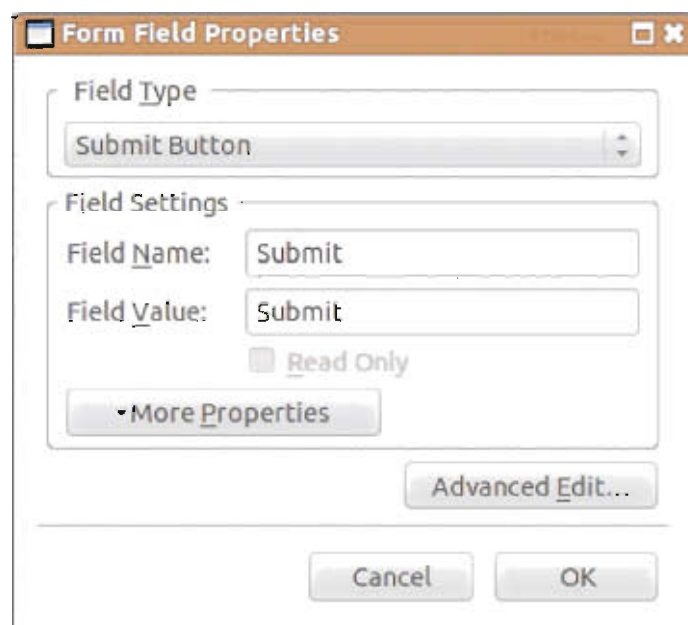 Form Field Properties
Field Type
Submit Button
Field Settings
Field Name: Submit
Field Value: Submit
Read Only
More Properties
Advanced Edit...
Cancel OK